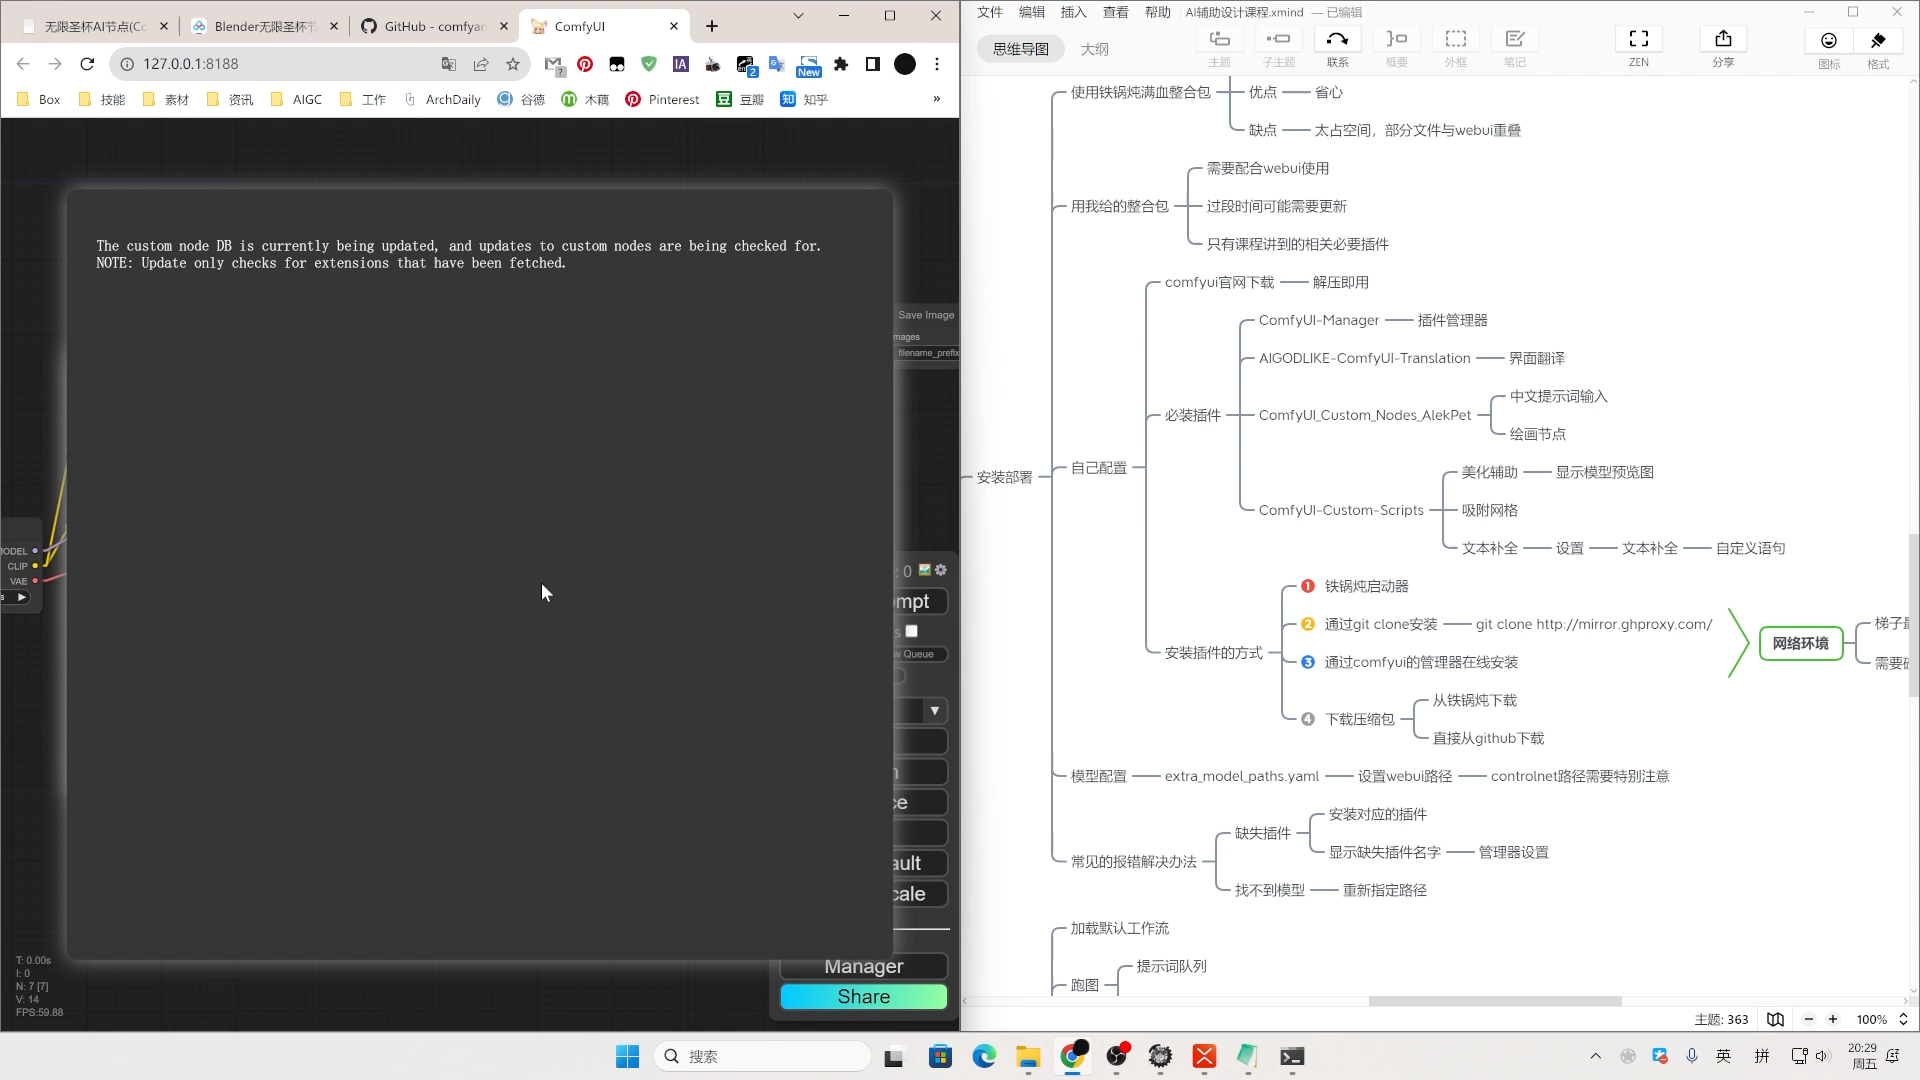 无限圣杯AI节点(Co
Blender无限圣杯节
GitHub - comfyan
ComfyUI
127.0.0.1:8188
2
New
Box
技能
素材
资讯
AIGC
工作
ArchDaily
谷德
木藕
Pinterest
豆瓣
知乎
»
The custom node DB is currently being updated, and updates to custom nodes are being checked for.
NOTE: Update only checks for extensions that have been fetched.
Save Image
mages
filename_prefix
MODEL
CLIP
VAE
: 0
ompt
w Queue
ce
ault
cale
Manager
Share
T: 0.00s
I: 0
N: 7 [7]
V: 14
FPS:59.88
文件 编辑 插入 查看 帮助 AI辅助设计课程.xmind — 已编辑
思维导图 大纲
主题 子主题 联系 概要 外框 笔记 ZEN 分享 图标 格式
使用铁锅炖满血整合包 优点 省心
缺点 太占空间，部分文件与webui重叠
需要配合webui使用
用我给的整合包 过段时间可能需要更新
只有课程讲到的相关必要插件
comfyui官网下载 解压即用
ComfyUI-Manager 插件管理器
AIGODLIKE-ComfyUI-Translation 界面翻译
中文提示词输入
必装插件 ComfyUI_Custom_Nodes_AlekPet
绘画节点
安装部署 自己配置
美化辅助 显示模型预览图
ComfyUI-Custom-Scripts 吸附网格
文本补全 设置 文本补全 自定义语句
1 铁锅炖启动器
2 通过git clone安装 git clone http://mirror.ghproxy.com/
梯子
网络环境
安装插件的方式
3 通过comfyui的管理器在线安装
需要
从铁锅炖下载
4 下载压缩包
直接从github下载
模型配置 extra_model_paths.yaml 设置webui路径 controlnet路径需要特别注意
安装对应的插件
缺失插件
显示缺失插件名字 管理器设置
常见的报错解决办法
找不到模型 重新指定路径
加载默认工作流
提示词队列
跑图
主题: 363
100%
搜索
英
拼
20:29
周五